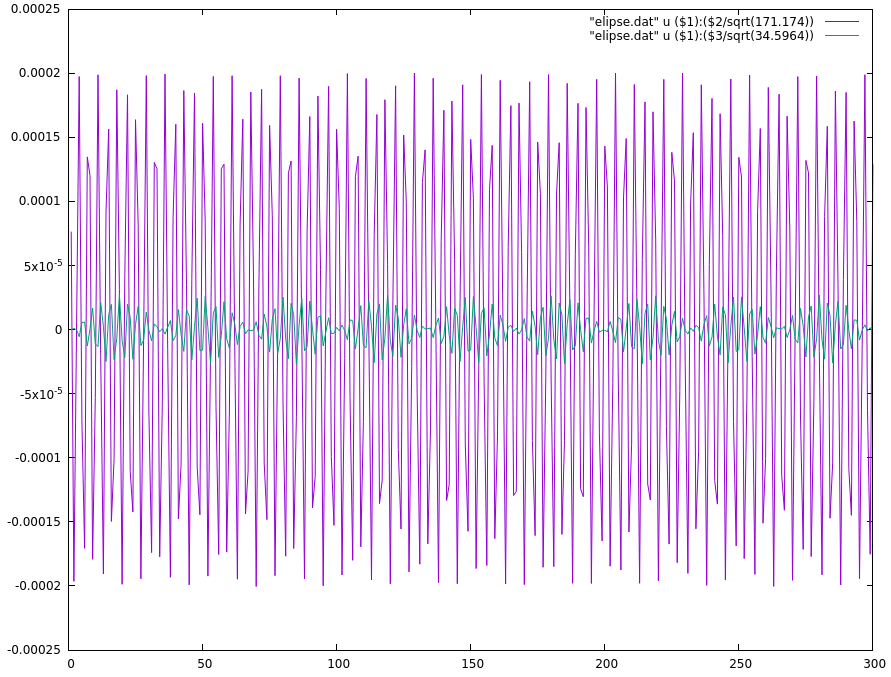 0.00025
"elipse.dat" u ($1):($2/sqrt(171.174))
"elipse.dat" u ($1):($3/sqrt(34.5964))
0.0002
0.00015
0.0001
5x10-5
0
-5x10-5
-0.0001
-0.00015
-0.0002
-0.00025
0 50 100 150 200 250 300